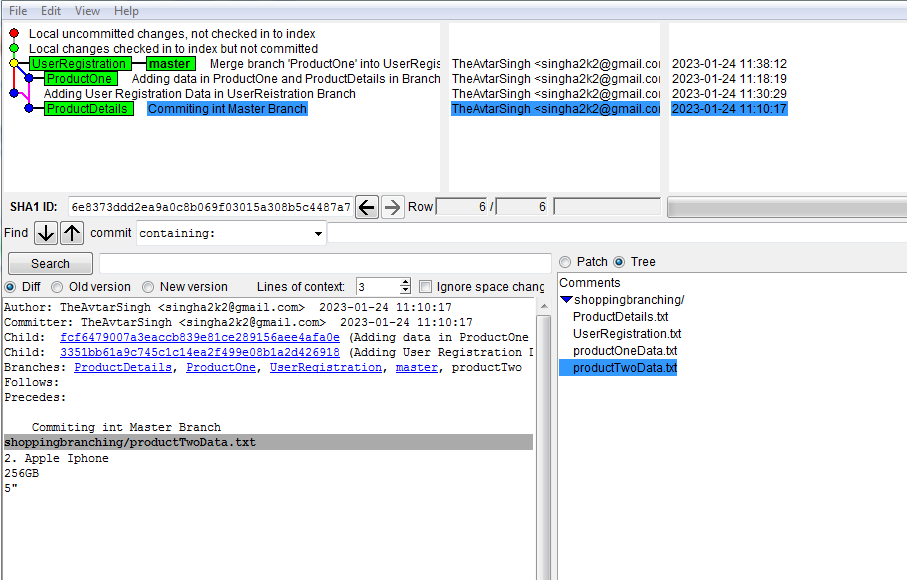 File Edit View Help
Local uncommitted changes, not checked in to index
Local changes checked in to index but not committed
UserRegistration master Merge branch 'ProductOne' into UserRegis TheAvtarSingh <singha2k2@gmail.cor 2023-01-24 11:38:12
ProductOne Adding data in ProductOne and ProductDetails in Branch TheAvtarSingh <singha2k2@gmail.cor 2023-01-24 11:18:19
Adding User Registration Data in UserReistration Branch TheAvtarSingh <singha2k2@gmail.cor 2023-01-24 11:30:29
ProductDetails Commiting int Master Branch TheAvtarSingh <singha2k2@gmail.co 2023-01-24 11:10:17
SHA1 ID: 6e8373ddd2ea9a0c8b069f03015a308b5c4487a7 Row 6 / 6
Find commit containing:
Search
Diff Old version New version Lines of context: 3 Ignore space chang
Author: TheAvtarSingh <singha2k2@gmail.com> 2023-01-24 11:10:17
Committer: TheAvtarSingh <singha2k2@gmail.com> 2023-01-24 11:10:17
Child: fcf6479007a3eaccb839e81ce289156aee4afa0e (Adding data in ProductOne
Child: 3351bb61a9c745c1c14ea2f499e08b1a2d426918 (Adding User Registration D
Branches: ProductDetails, ProductOne, UserRegistration, master, productTwo
Follows:
Precedes:
Commiting int Master Branch
shoppingbranching/productTwoData.txt
2. Apple Iphone
256GB
5"
Patch Tree
Comments
shoppingbranching/
ProductDetails.txt
UserRegistration.txt
productOneData.txt
productTwoData.txt